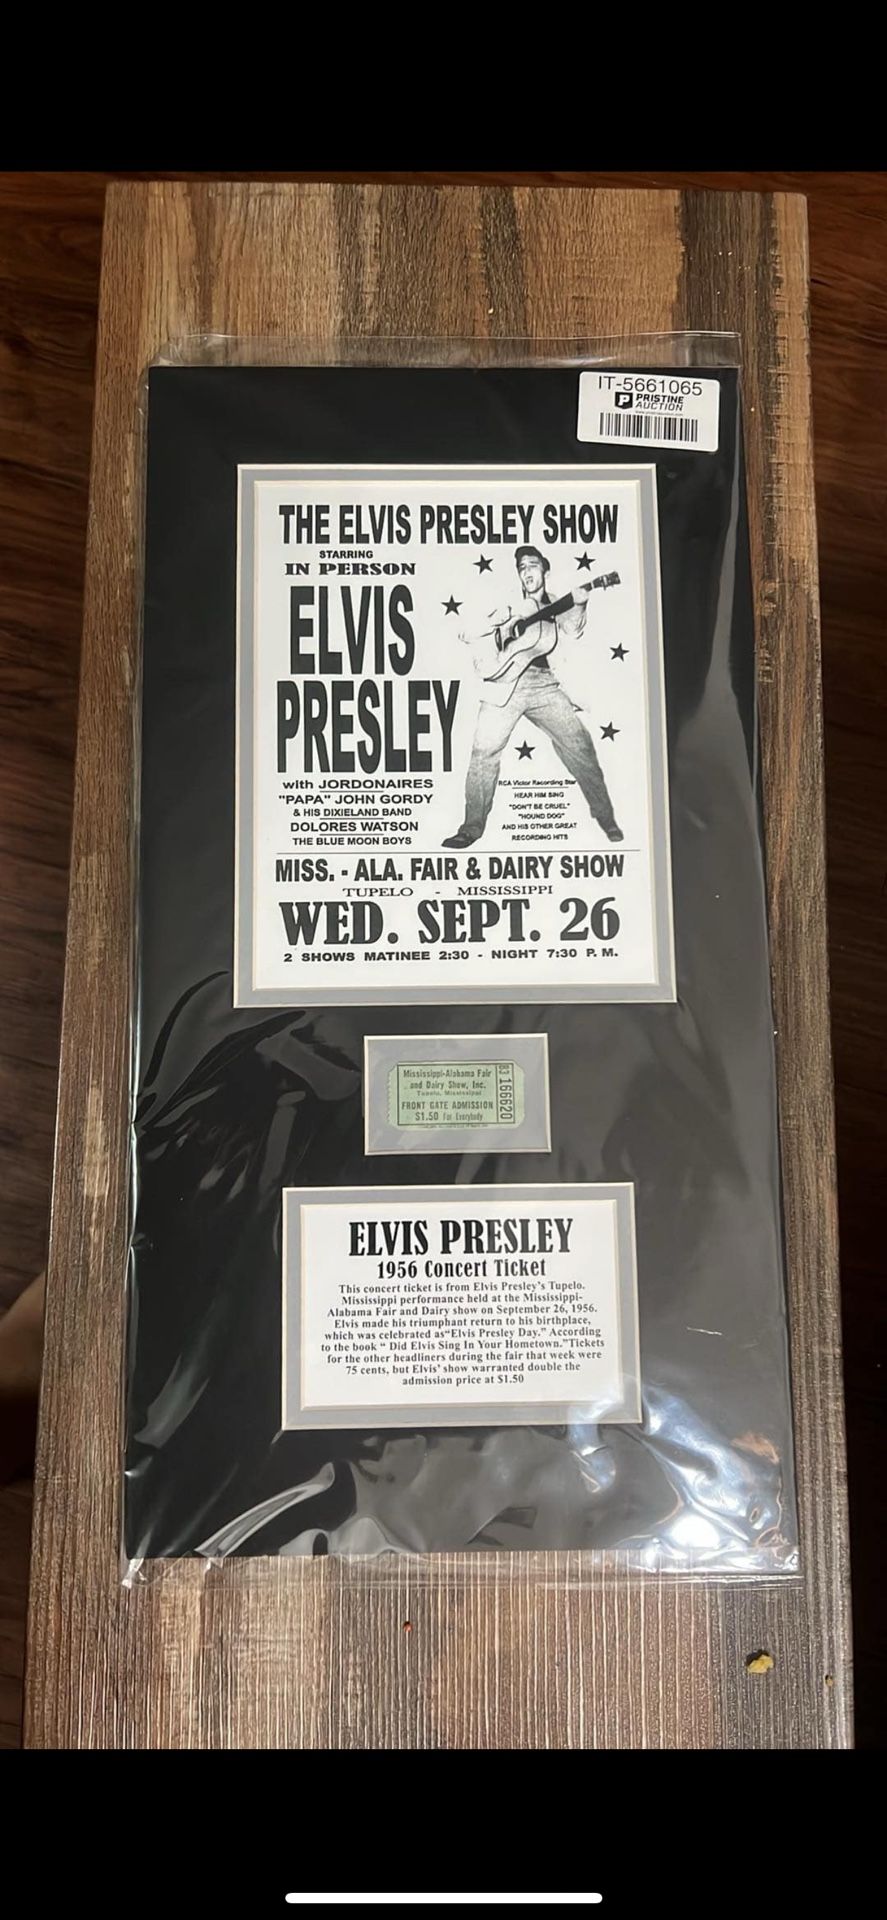 IT-5661065
P PRISTINE
AUCTION
THE ELVIS PRESLEY SHOW
STARRING
IN PERSON
ELVIS
PRESLEY
with JORDONAIRES
"PAPA" JOHN GORDY
& HIS DIXIELAND BAND
DOLORES WATSON
THE BLUE MOON BOYS
RCA Victor Recording Star
HEAR HIM SING
"DON'T BE CRUEL"
"HOUND DOG"
AND HIS OTHER GREAT
RECORDING HITS
MISS. - ALA. FAIR & DAIRY SHOW
TUPELO - MISSISSIPPI
WED. SEPT. 26
2 SHOWS MATINEE 2:30 - NIGHT 7:30 P. M.
Mississippi-Alabama Fair
and Dairy Show, Inc.
Tupelo, Mississippi
FRONT GATE ADMISSION
$1.50 For Everybody
166620
ELVIS PRESLEY
1956 Concert Ticket
This concert ticket is from Elvis Presley's Tupelo.
Mississippi performance held at the Mississippi-
Alabama Fair and Dairy show on September 26, 1956.
Elvis made his triumphant return to his birthplace,
which was celebrated as"Elvis Presley Day." According
to the book " Did Elvis Sing In Your Hometown."Tickets
for the other headliners during the fair that week were
75 cents, but Elvis' show warranted double the
admission price at $1.50